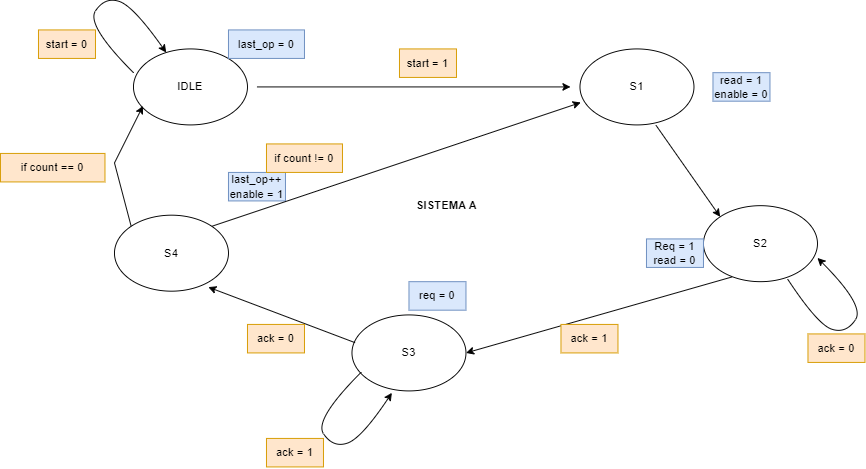 start = 0
last_op = 0
start = 1
IDLE
S1
read = 1
enable = 0
if count == 0
if count != 0
last_op++
enable = 1
SISTEMA A
S4
Req = 1
read = 0
S2
req = 0
ack = 0
ack = 1
ack = 0
S3
ack = 1